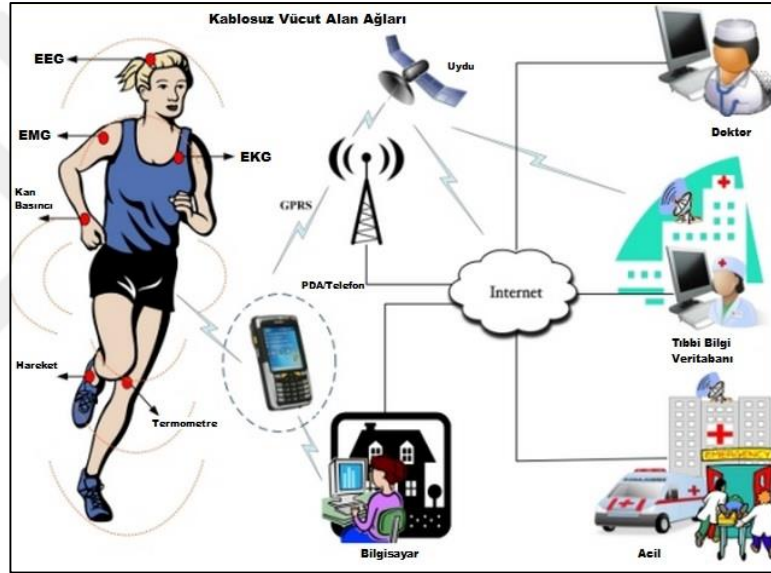 Kablosuz Vücut Alan Ağları
EEG
Uydu
EMG
EKG
Doktor
Kan
Basıncı
GPRS
PDA/Telefon
Internet
Tıbbi Bilgi
Veritabanı
Hareket
Termometre
EMERGENCY
Bilgisayar
Acil